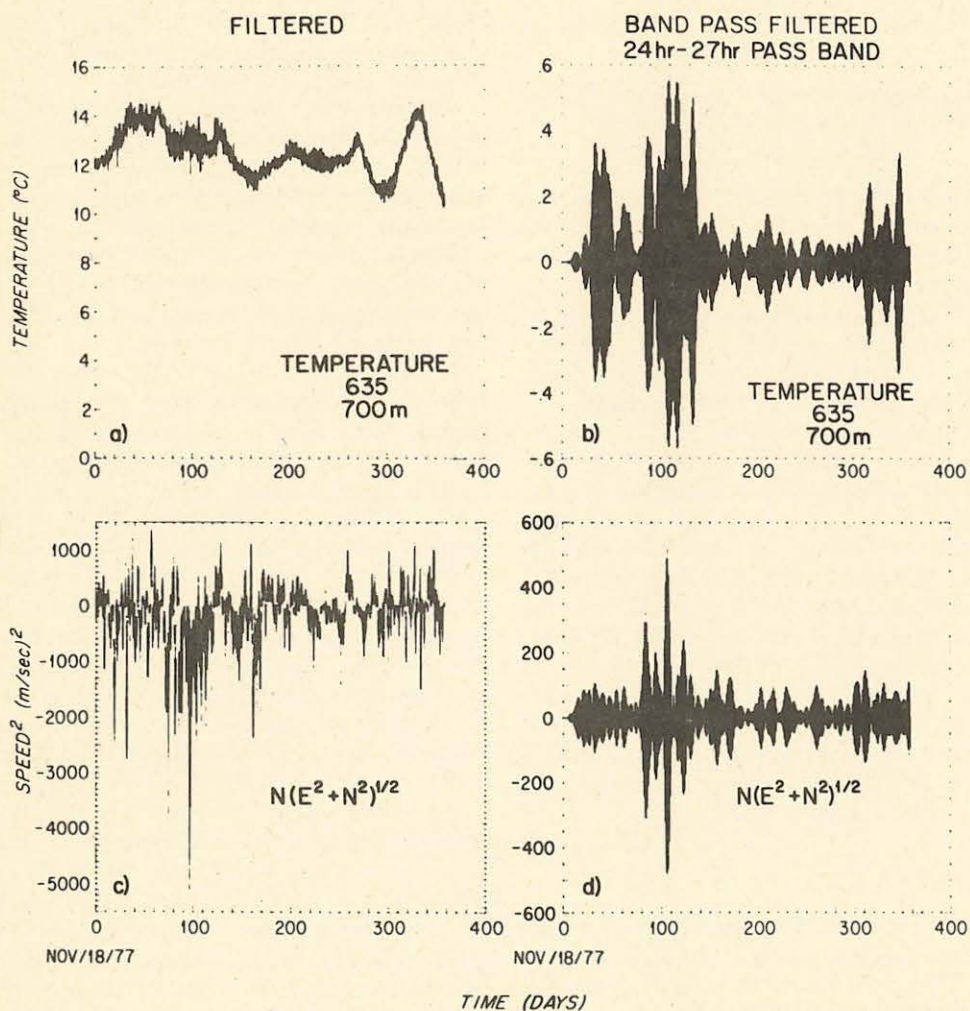 FILTERED
BAND PASS FILTERED
24hr-27hr PASS BAND
TEMPERATURE (°C)
16
14
12
10
8
6
4
2
0
TEMPERATURE
635
700m
a)
0
100
200
300
400
.6
.4
.2
0
-.2
-.4
-.6
TEMPERATURE
635
700m
b)
0
100
200
300
400
SPEED² (m/sec)²
1000
0
-1000
-2000
-3000
-4000
-5000
N(E²+N²)^1/2
c)
0
100
200
300
400
NOV/18/77
600
400
200
0
-200
-400
-600
N(E²+N²)^1/2
d)
0
100
200
300
400
NOV/18/77
TIME (DAYS)